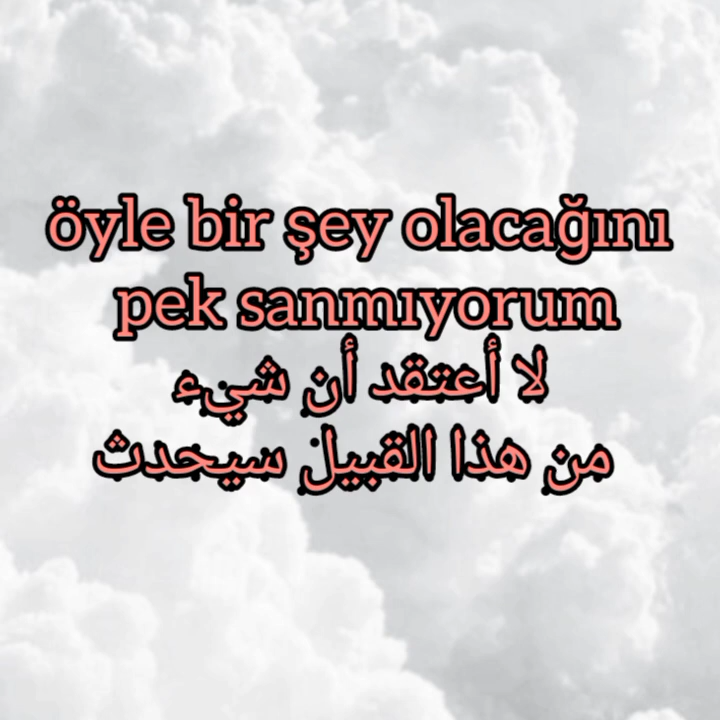 öyle bir şey olacağını
pek sanmıyorum
لا أعتقد أن شيء
من هذا القبيل سيحدث